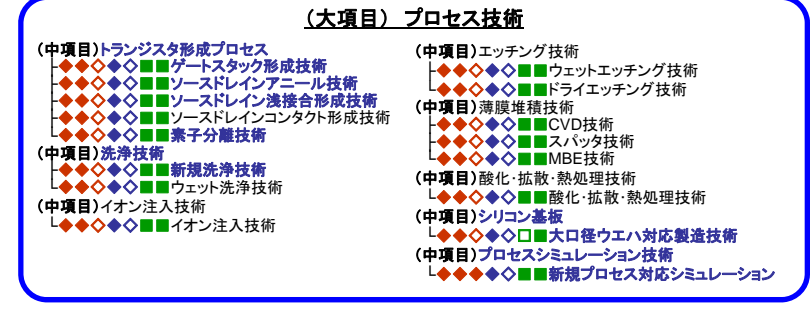 (大項目) プロセス技術
(中項目)トランジスタ形成プロセス
├◆◆◇◆◇■■ゲートスタック形成技術
├◆◆◇◆◇■■ソースドレインアニール技術
├◆◆◇◆◇■■ソースドレイン浅接合形成技術
├◆◆◇◆◇■■ソースドレインコンタクト形成技術
└◆◆◇◆◇■■素子分離技術
(中項目)洗浄技術
├◆◆◇◆◇■■新規洗浄技術
└◆◆◇◆◇■■ウェット洗浄技術
(中項目)イオン注入技術
└◆◆◇◆◇■■イオン注入技術
(中項目)エッチング技術
├◆◆◇◆◇■■ウェットエッチング技術
└◆◆◇◆◇■■ドライエッチング技術
(中項目)薄膜堆積技術
├◆◆◇◆◇■■CVD技術
├◆◆◇◆◇■■スパッタ技術
└◆◆◇◆◇■■MBE技術
(中項目)酸化・拡散・熱処理技術
└◆◆◇◆◇■■酸化・拡散・熱処理技術
(中項目)シリコン基板
└◆◆◇◆◇□■大口径ウエハ対応製造技術
(中項目)プロセスシミュレーション技術
└◆◆◆◆◇■■新規プロセス対応シミュレーション